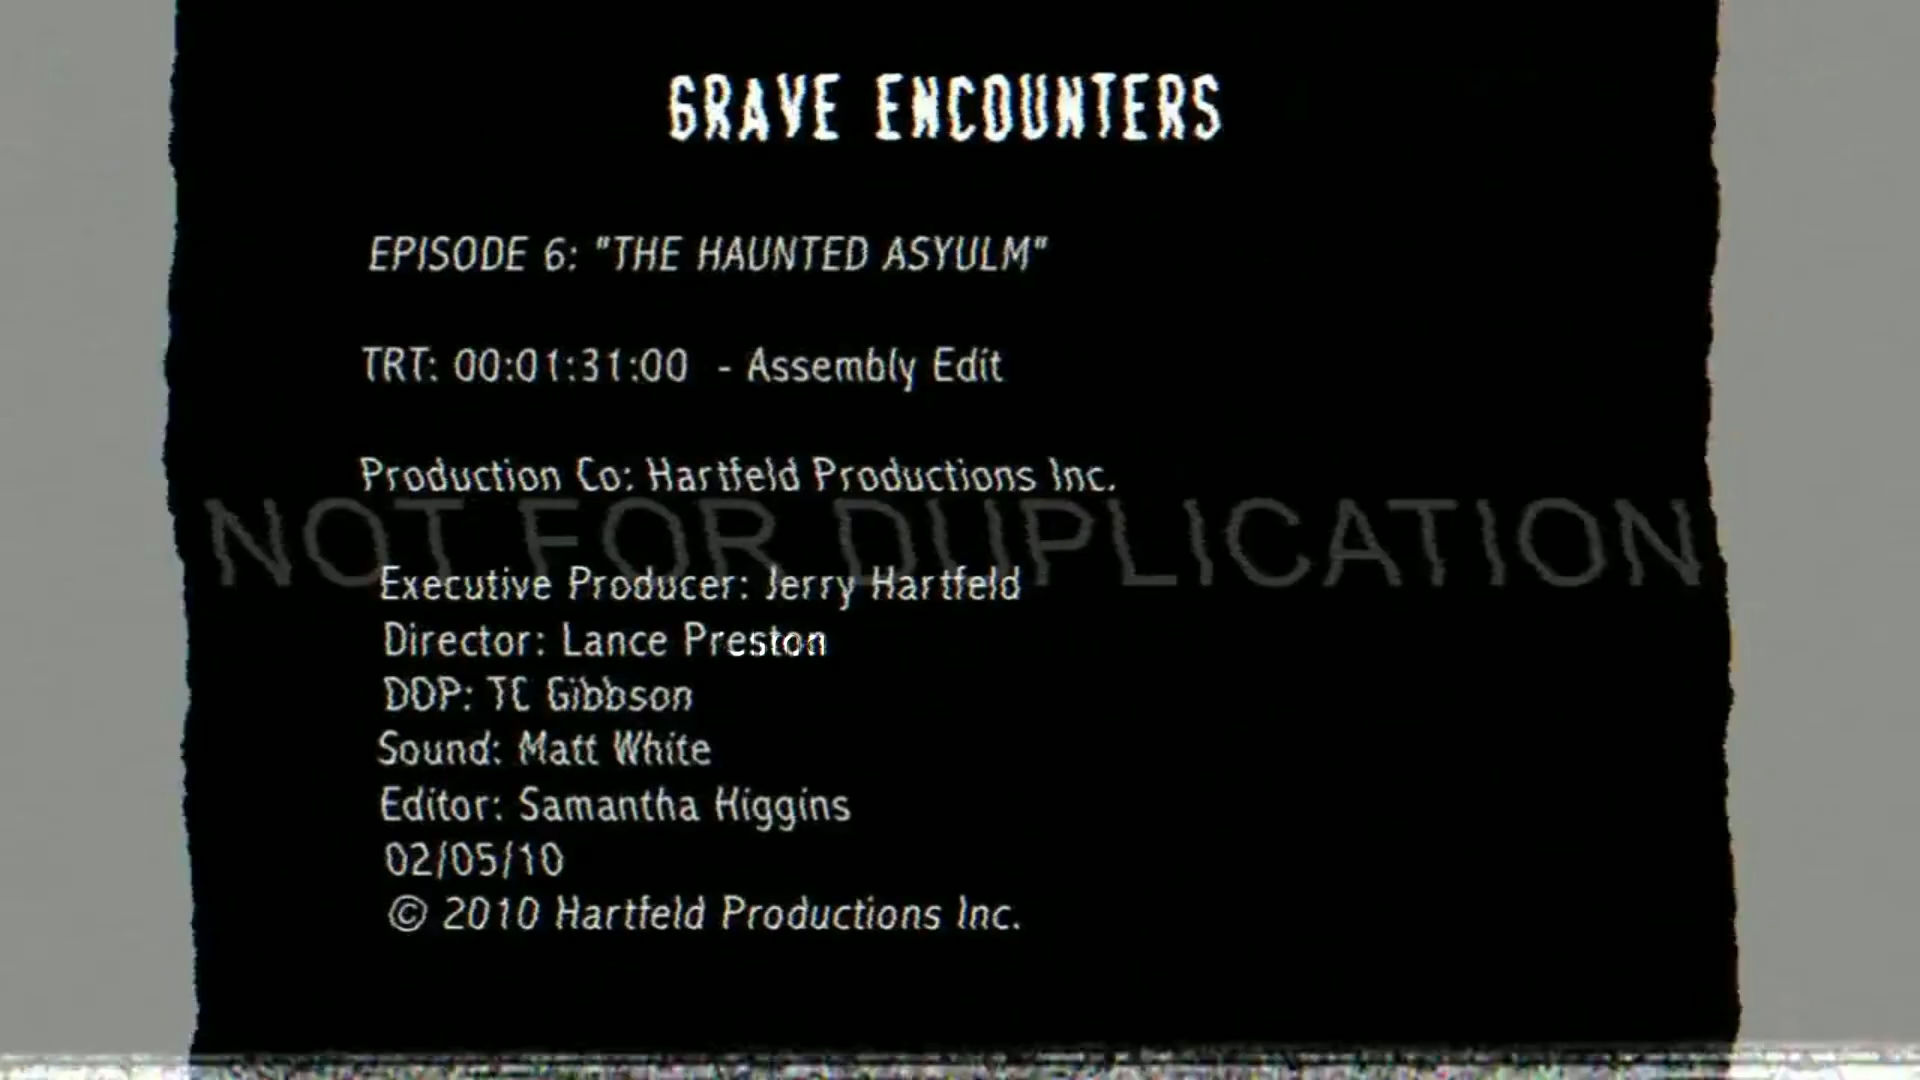 GRAVE ENCOUNTERS
EPISODE 6: "THE HAUNTED ASYULM"
TRT: 00:01:31:00 - Assembly Edit
Production Co: Hartfeld Productions Inc.
NOT FOR DUPLICATION
Executive Producer: Jerry Hartfeld
Director: Lance Preston
DOP: TC Gibbson
Sound: Matt White
Editor: Samantha Higgins
02/05/10
© 2010 Hartfeld Productions Inc.